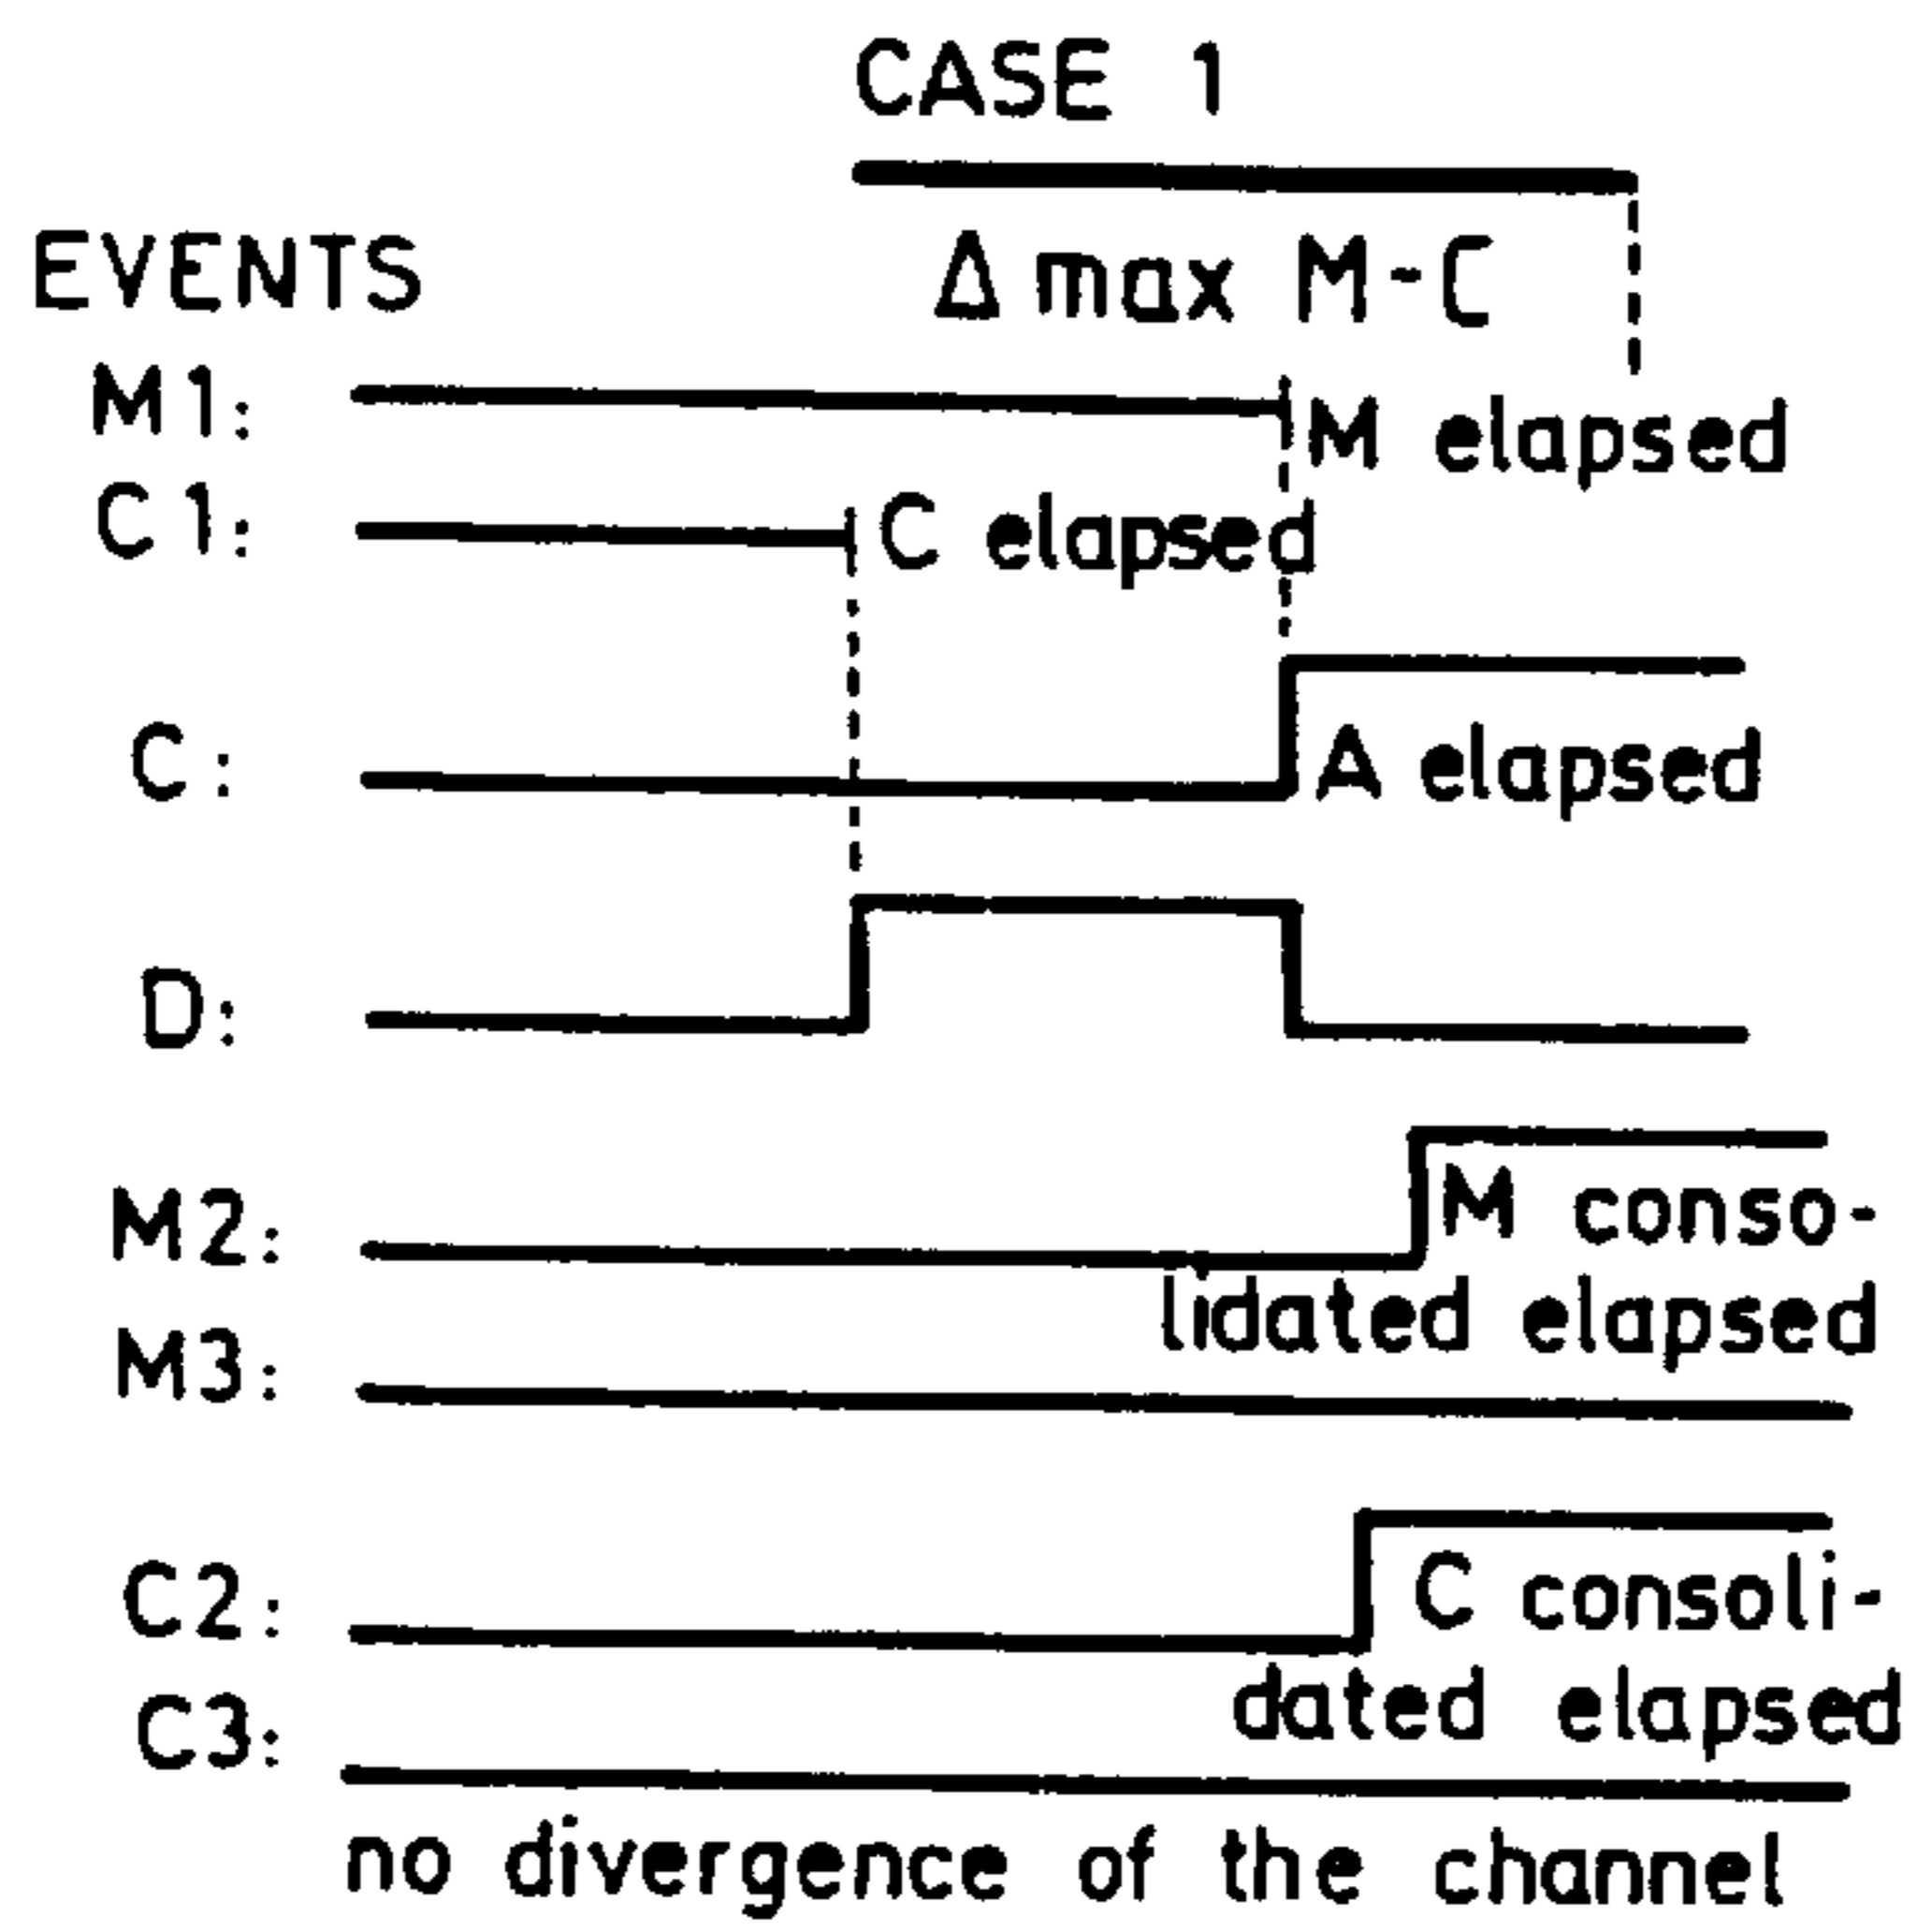 CASE 1
EVENTS
Δ max M-C
M1:
M elapsed
C1:
C elapsed
C:
A elapsed
D:
M2:
M conso-
lidated elapsed
M3:
C2:
C consoli-
dated elapsed
C3:
no divergence of the channel